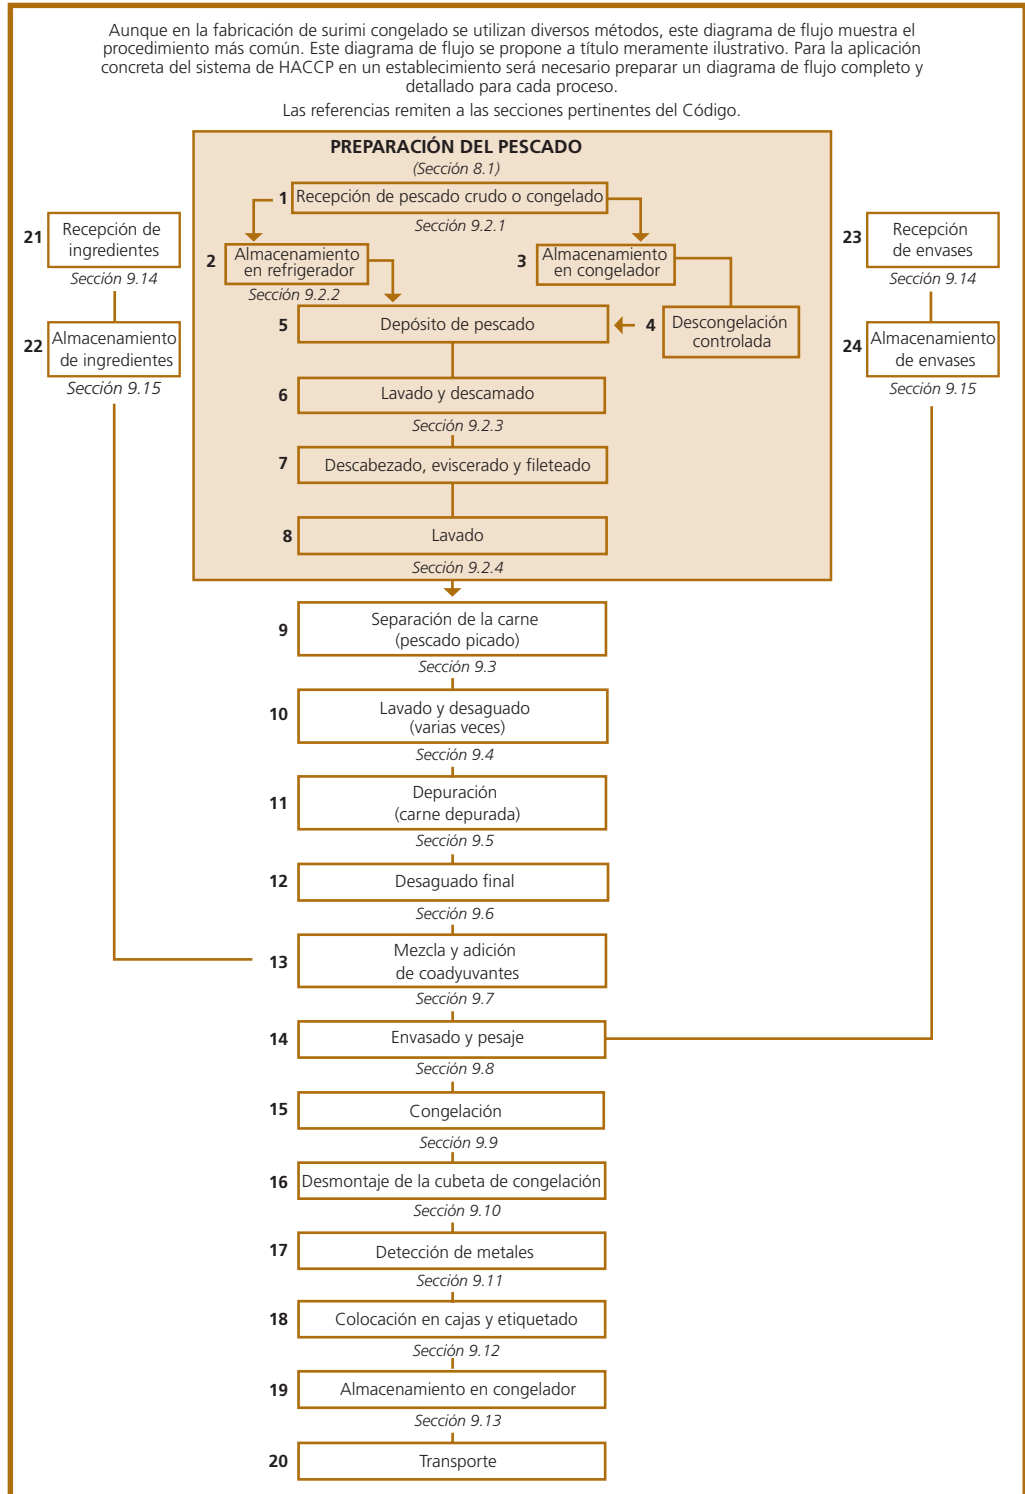 Aunque en la fabricación de surimi congelado se utilizan diversos métodos, este diagrama de flujo muestra el
procedimiento más común. Este diagrama de flujo se propone a título meramente ilustrativo. Para la aplicación
concreta del sistema de HACCP en un establecimiento será necesario preparar un diagrama de flujo completo y
detallado para cada proceso.
Las referencias remiten a las secciones pertinentes del Código.
PREPARACIÓN DEL PESCADO
(Sección 8.1)
1 Recepción de pescado crudo o congelado
Sección 9.2.1
21 Recepción de
ingredientes
Sección 9.14
23 Recepción
de envases
Sección 9.14
2 Almacenamiento
en refrigerador
Sección 9.2.2
3 Almacenamiento
en congelador
5 Depósito de pescado
4 Descongelación
controlada
22 Almacenamiento
de ingredientes
Sección 9.15
24 Almacenamiento
de envases
Sección 9.15
6 Lavado y descamado
Sección 9.2.3
7 Descabezado, eviscerado y fileteado
8 Lavado
Sección 9.2.4
9 Separación de la carne
(pescado picado)
Sección 9.3
10 Lavado y desaguado
(varias veces)
Sección 9.4
11 Depuración
(carne depurada)
Sección 9.5
12 Desaguado final
Sección 9.6
13 Mezcla y adición
de coadyuvantes
Sección 9.7
14 Envasado y pesaje
Sección 9.8
15 Congelación
Sección 9.9
16 Desmontaje de la cubeta de congelación
Sección 9.10
17 Detección de metales
Sección 9.11
18 Colocación en cajas y etiquetado
Sección 9.12
19 Almacenamiento en congelador
Sección 9.13
20 Transporte